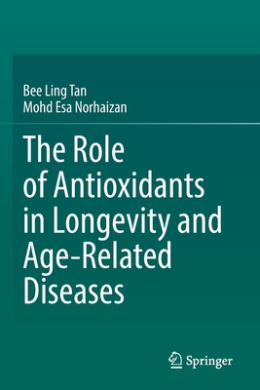 Bee Ling Tan
Mohd Esa Norhaizan
The Role
of Antioxidants
in Longevity and
Age-Related
Diseases
Springer